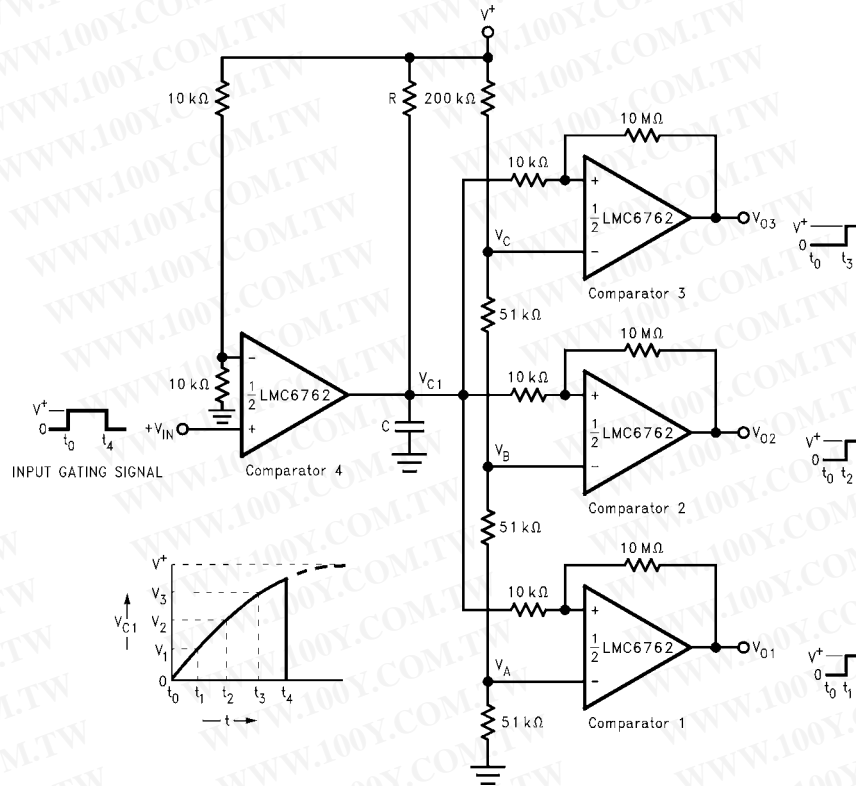 V+
10 kΩ
R
200 kΩ
10 MΩ
10 kΩ
+
1/2 LMC6762
VO3
V+
0
t0 t3
VC
−
Comparator 3
51 kΩ
10 MΩ
−
10 kΩ
VC1
10 kΩ
+
1/2 LMC6762
1/2 LMC6762
VO2
V+
0
t0 t4
+VIN
+
C
V+
0
t0 t2
INPUT GATING SIGNAL
Comparator 4
VB
−
Comparator 2
51 kΩ
10 MΩ
V+
V3
V2
V1
0
VC1
t0 t1 t2 t3 t4
t
10 kΩ
+
1/2 LMC6762
VO1
V+
0
t0 t1
VA
−
51 kΩ
Comparator 1
WWW.100Y.COM.TW